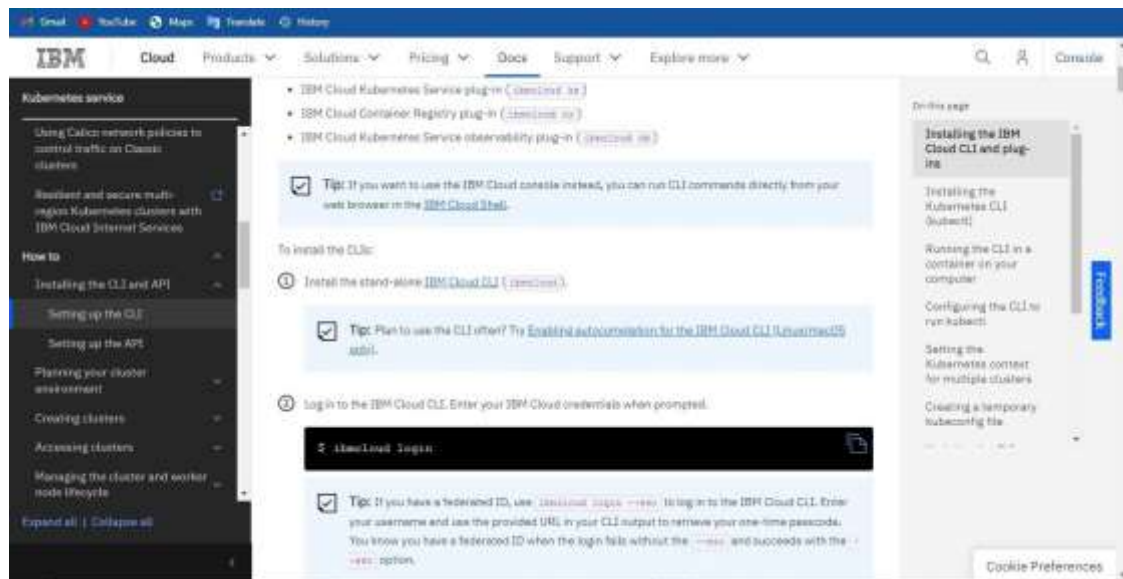 Gmail YouTube Maps Translate History
IBM Cloud Products Solutions Pricing Docs Support Explore more Console
Kubernetes service
Using Calico network policies to
control traffic on Classic
clusters
Resilient and secure multi-
region Kubernetes clusters with
IBM Cloud Internet Services
How to
Installing the CLI and API
Setting up the CLI
Setting up the API
Planning your cluster
environment
Creating clusters
Accessing clusters
Managing the cluster and worker
node lifecycle
Expand all | Collapse all
• IBM Cloud Kubernetes Service plug-in (ibmcloud ks)
• IBM Cloud Container Registry plug-in (ibmcloud cr)
• IBM Cloud Kubernetes Service observability plug-in (ibmcloud ob)
Tip: If you want to use the IBM Cloud console instead, you can run CLI commands directly from your
web browser in the IBM Cloud Shell.
To install the CLIs:
1 Install the stand-alone IBM Cloud CLI (ibmcloud).
Tip: Plan to use the CLI often? Try Enabling autocompletion for the IBM Cloud CLI (Linux/macOS
only).
2 Log in to the IBM Cloud CLI. Enter your IBM Cloud credentials when prompted.
$ ibmcloud login
Tip: If you have a federated ID, use ibmcloud login --sso to log in to the IBM Cloud CLI. Enter
your username and use the provided URL in your CLI output to retrieve your one-time passcode.
You know you have a federated ID when the login fails without the --sso and succeeds with the -
-sso option.
On this page
Installing the IBM
Cloud CLI and plug-
ins
Installing the
Kubernetes CLI
(kubectl)
Running the CLI in a
container on your
computer
Configuring the CLI to
run kubectl
Setting the
Kubernetes context
for multiple clusters
Creating a temporary
kubeconfig file
Feedback
Cookie Preferences